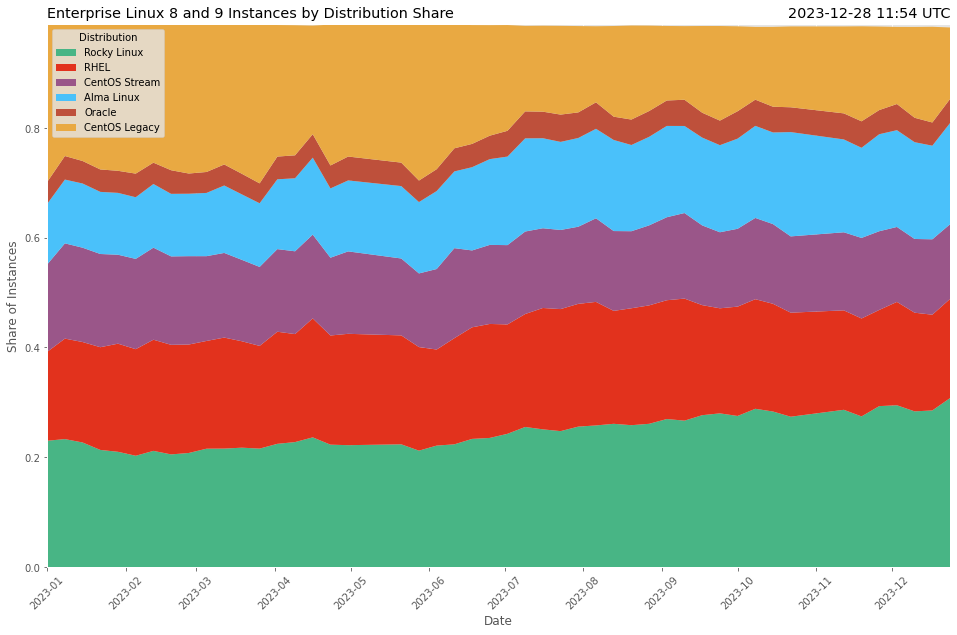 Enterprise Linux 8 and 9 Instances by Distribution Share
2023-12-28 11:54 UTC
Distribution
Rocky Linux
RHEL
CentOS Stream
Alma Linux
Oracle
CentOS Legacy
Share of Instances
0.8
0.6
0.4
0.2
0.0
2023-01
2023-02
2023-03
2023-04
2023-05
2023-06
2023-07
2023-08
2023-09
2023-10
2023-11
2023-12
Date